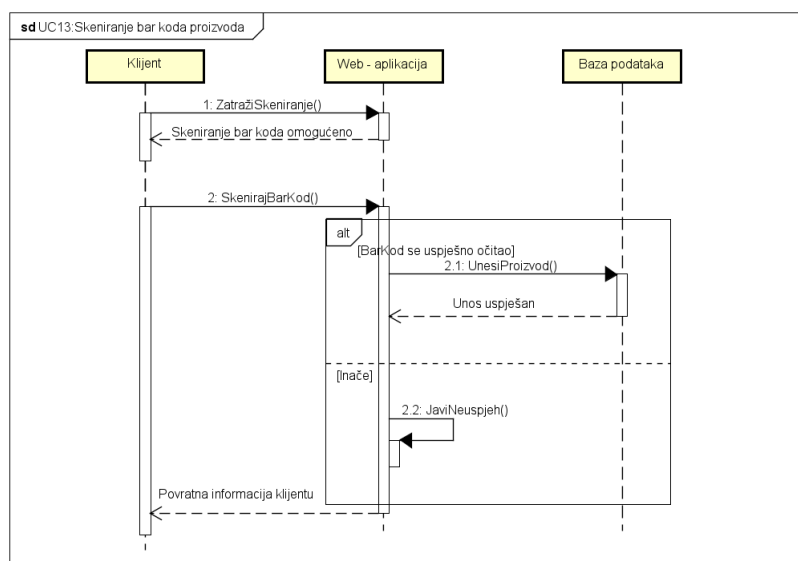 sd UC13:Skeniranje bar koda proizvoda
Klijent
Web - aplikacija
Baza podataka
1: ZatražiSkeniranje()
Skeniranje bar koda omogućeno
2: SkenirajBarKod()
alt
[BarKod se uspješno očitao]
2.1: UnesiProizvod()
Unos uspješan
[Inače]
2.2: JaviNeuspjeh()
Povratna informacija klijentu